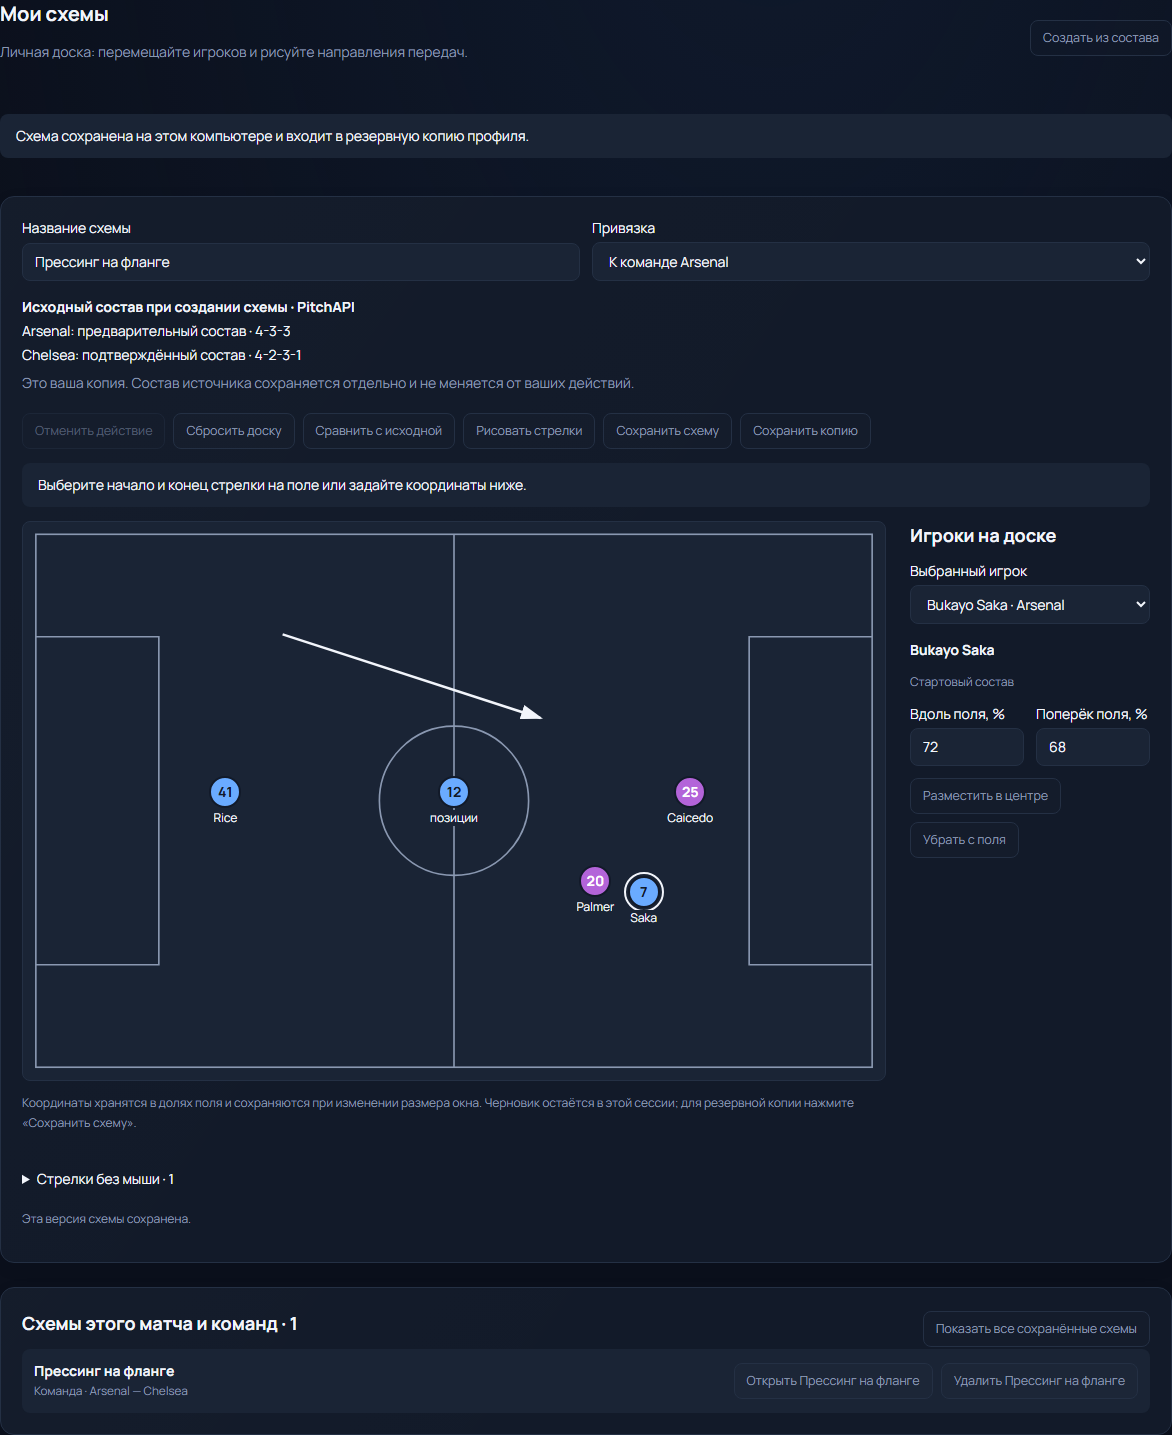 Мои схемы
Личная доска: перемещайте игроков и рисуйте направления передач.
Создать из состава
Схема сохранена на этом компьютере и входит в резервную копию профиля.
Название схемы
Привязка
Прессинг на фланге
К команде Arsenal
Исходный состав при создании схемы · PitchAPI
Arsenal: предварительный состав · 4-3-3
Chelsea: подтверждённый состав · 4-2-3-1
Это ваша копия. Состав источника сохраняется отдельно и не меняется от ваших действий.
Отменить действие
Сбросить доску
Сравнить с исходной
Рисовать стрелки
Сохранить схему
Сохранить копию
Выберите начало и конец стрелки на поле или задайте координаты ниже.
41
Rice
12
позиции
25
Caicedo
20
Palmer
7
Saka
Игроки на доске
Выбранный игрок
Bukayo Saka · Arsenal
Bukayo Saka
Стартовый состав
Вдоль поля, %
Поперёк поля, %
72
68
Разместить в центре
Убрать с поля
Координаты хранятся в долях поля и сохраняются при изменении размера окна. Черновик остаётся в этой сессии; для резервной копии нажмите
«Сохранить схему».
Стрелки без мыши · 1
Эта версия схемы сохранена.
Схемы этого матча и команд · 1
Показать все сохранённые схемы
Прессинг на фланге
Команда · Arsenal — Chelsea
Открыть Прессинг на фланге
Удалить Прессинг на фланге